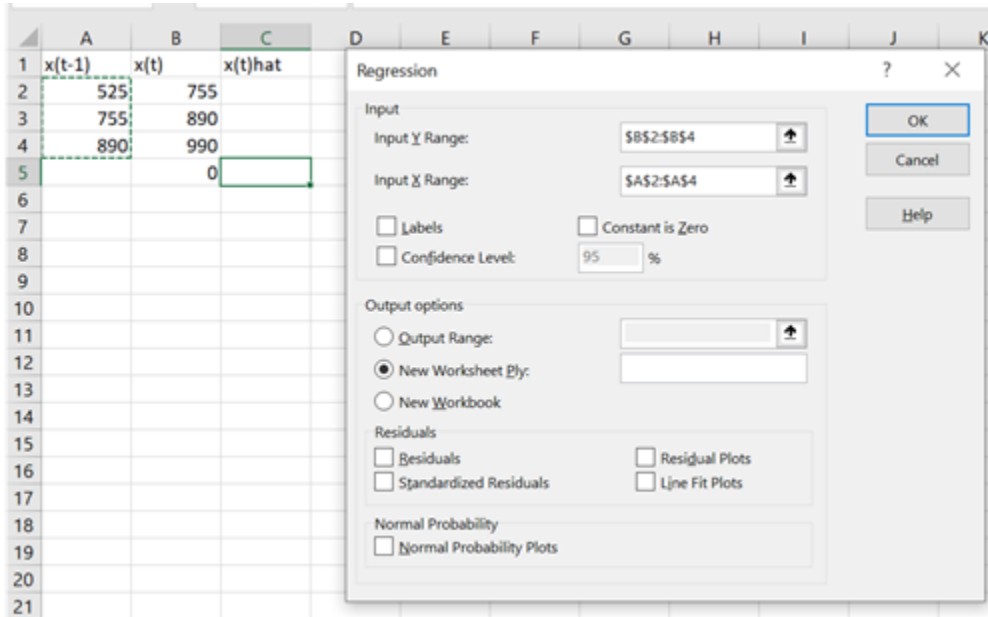 A B C D E F G H I J K
1 x(t-1) x(t) x(t)hat
2 525 755
3 755 890
4 890 990
5 0
6
7
8
9
10
11
12
13
14
15
16
17
18
19
20
21
Regression ? ×
Input
Input Y Range: $B$2:$B$4
Input X Range: $A$2:$A$4
Labels Constant is Zero
Confidence Level: 95 %
Output options
Output Range:
New Worksheet Ply:
New Workbook
Residuals
Residuals Residual Plots
Standardized Residuals Line Fit Plots
Normal Probability
Normal Probability Plots
OK
Cancel
Help